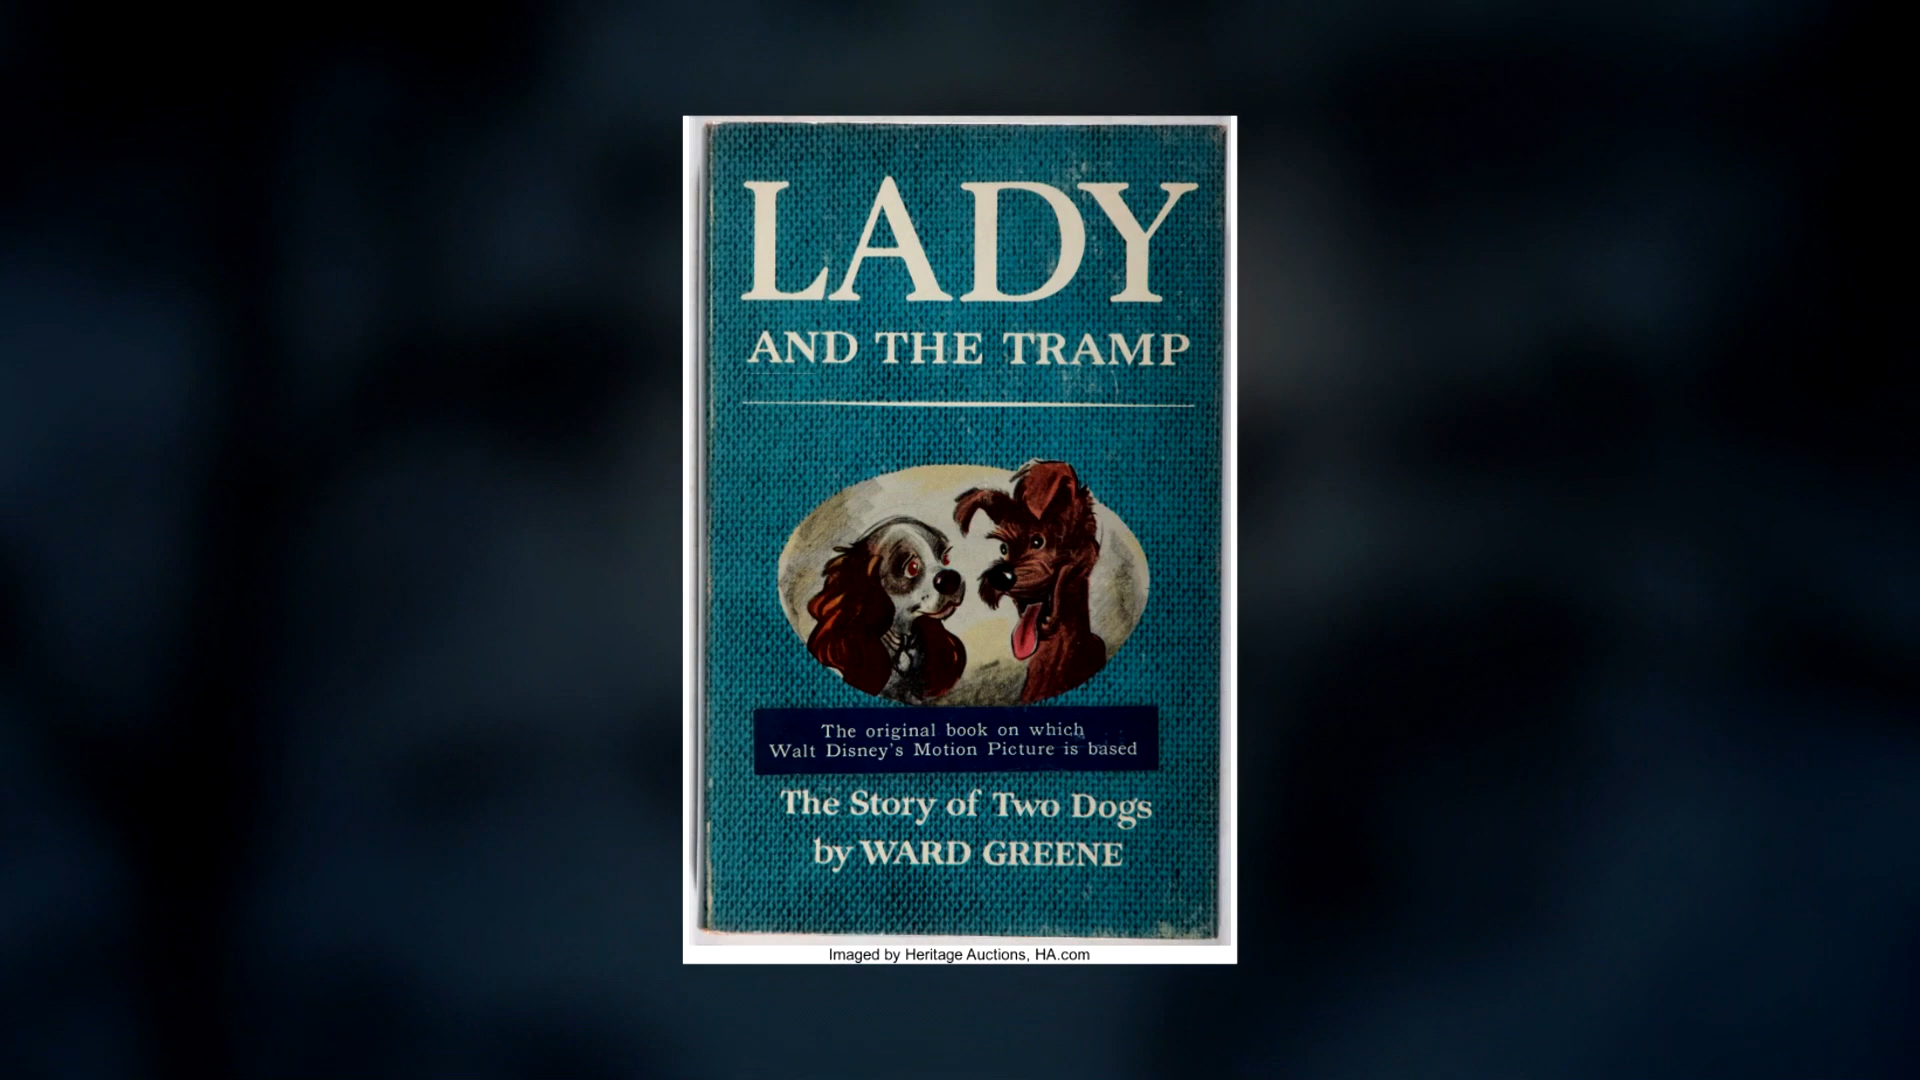 LADY
AND THE TRAMP
The original book on which
Walt Disney's Motion Picture is based
The Story of Two Dogs
by WARD GREENE
Imaged by Heritage Auctions, HA.com